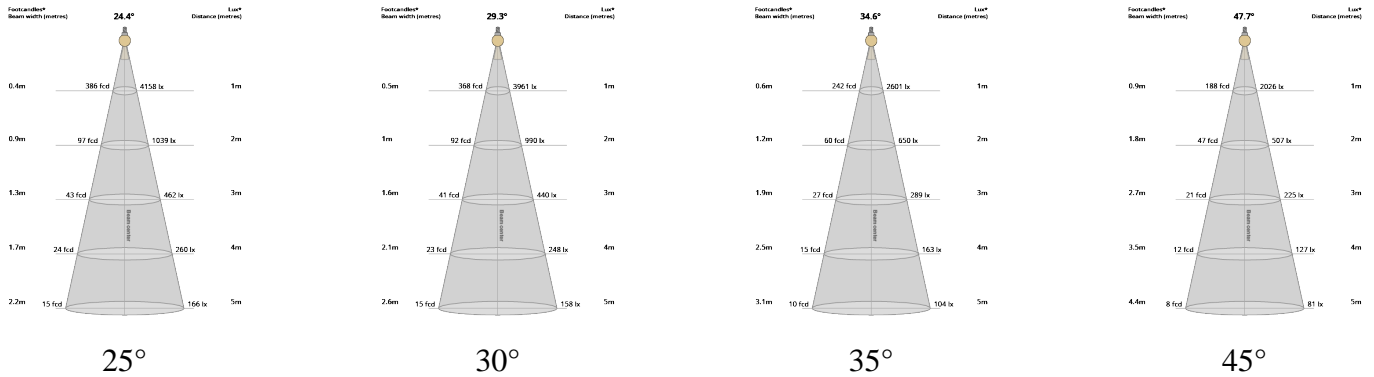 Footcandles* 24.4° Lux*
Beam width (metres) Distance (metres)
0.4m 386 fcd 4158 lx 1m
0.9m 97 fcd 1039 lx 2m
1.3m 43 fcd 462 lx 3m
Beam center
1.7m 24 fcd 260 lx 4m
2.2m 15 fcd 166 lx 5m
25°
Footcandles* 29.3° Lux*
Beam width (metres) Distance (metres)
0.5m 368 fcd 3961 lx 1m
1m 92 fcd 990 lx 2m
1.6m 41 fcd 440 lx 3m
Beam center
2.1m 23 fcd 248 lx 4m
2.6m 15 fcd 158 lx 5m
30°
Footcandles* 34.6° Lux*
Beam width (metres) Distance (metres)
0.6m 242 fcd 2601 lx 1m
1.2m 60 fcd 650 lx 2m
1.9m 27 fcd 289 lx 3m
Beam center
2.5m 15 fcd 163 lx 4m
3.1m 10 fcd 104 lx 5m
35°
Footcandles* 47.7° Lux*
Beam width (metres) Distance (metres)
0.9m 188 fcd 2026 lx 1m
1.8m 47 fcd 507 lx 2m
2.7m 21 fcd 225 lx 3m
Beam center
3.5m 12 fcd 127 lx 4m
4.4m 8 fcd 81 lx 5m
45°